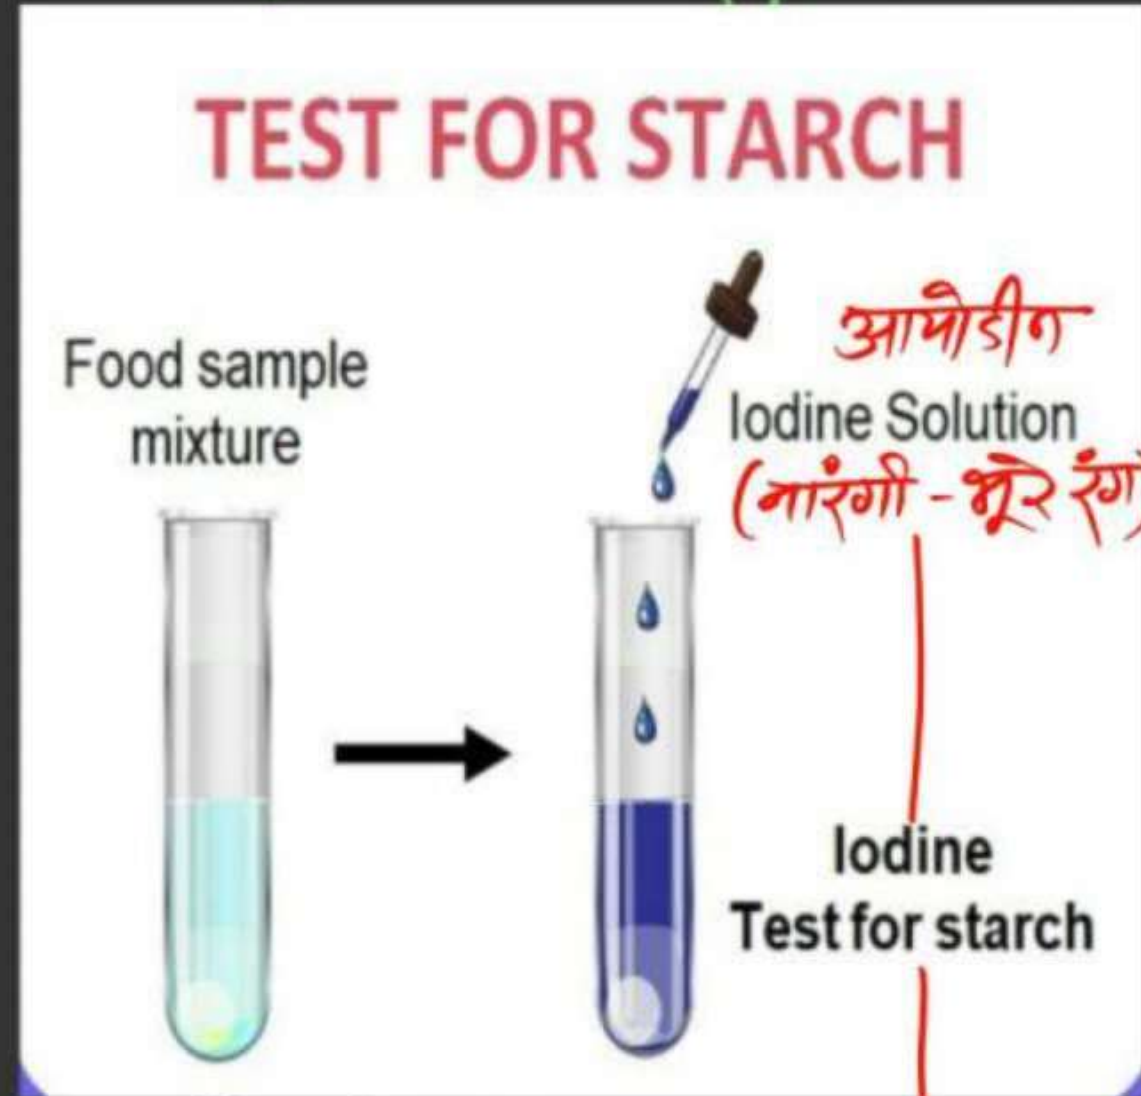 TEST FOR STARCH
Food sample
mixture
आयोडीन
Iodine Solution
(नारंगी - भूरे रंग)
Iodine
Test for starch